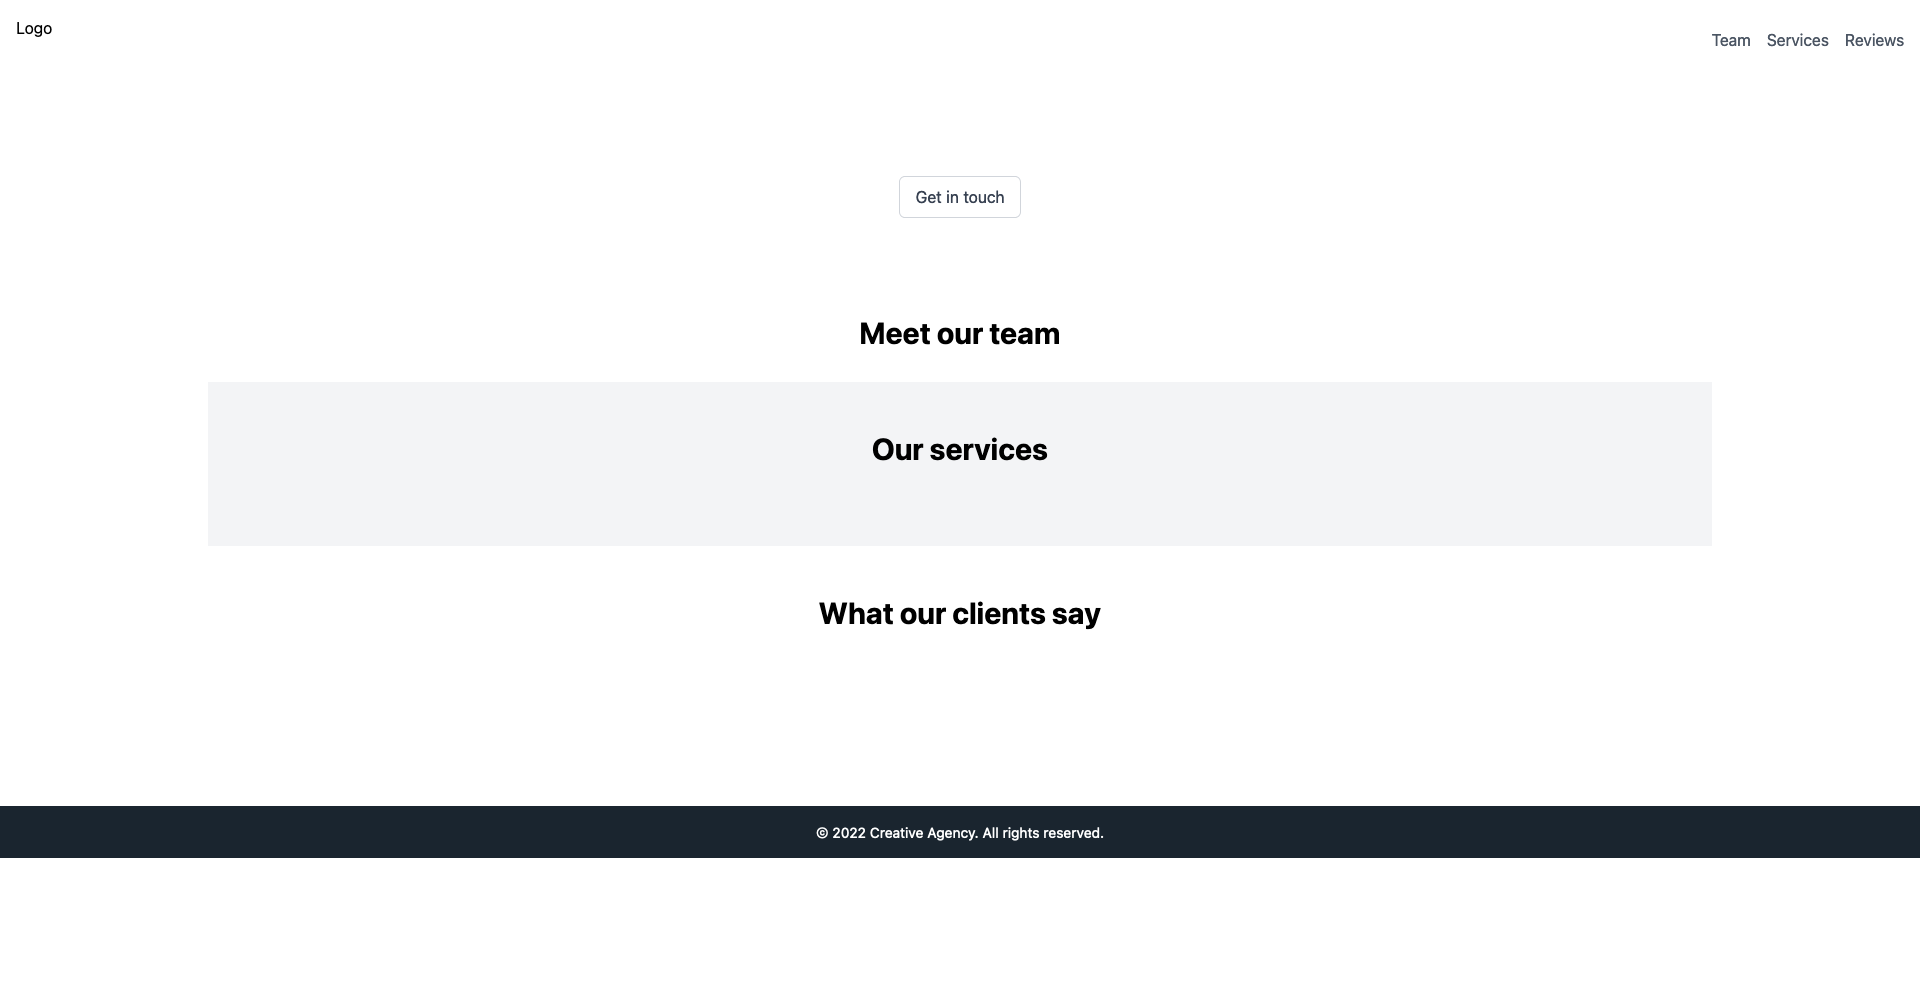 Logo
Team Services Reviews
Get in touch
Meet our team
Our services
What our clients say
© 2022 Creative Agency. All rights reserved.